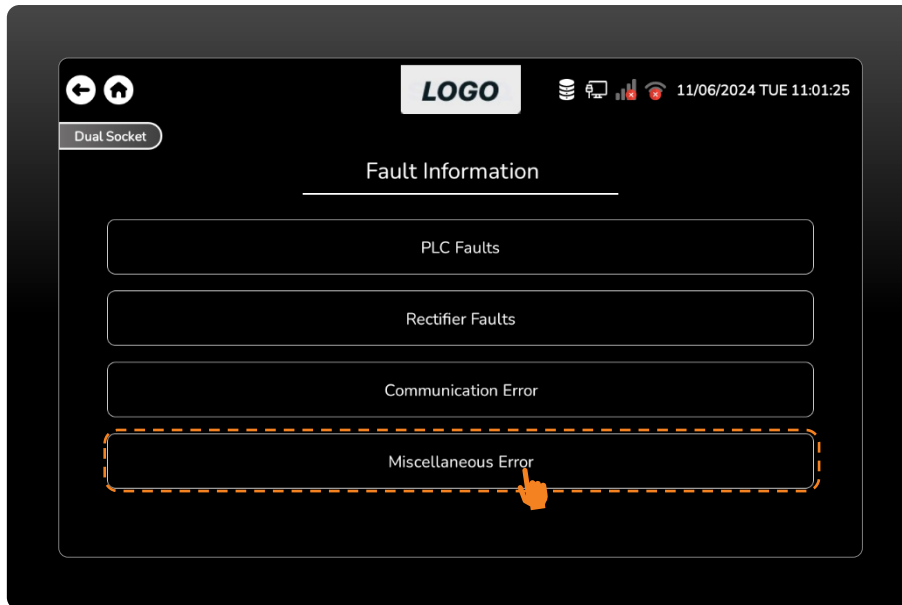 LOGO
11/06/2024 TUE 11:01:25
Dual Socket
Fault Information
PLC Faults
Rectifier Faults
Communication Error
Miscellaneous Error